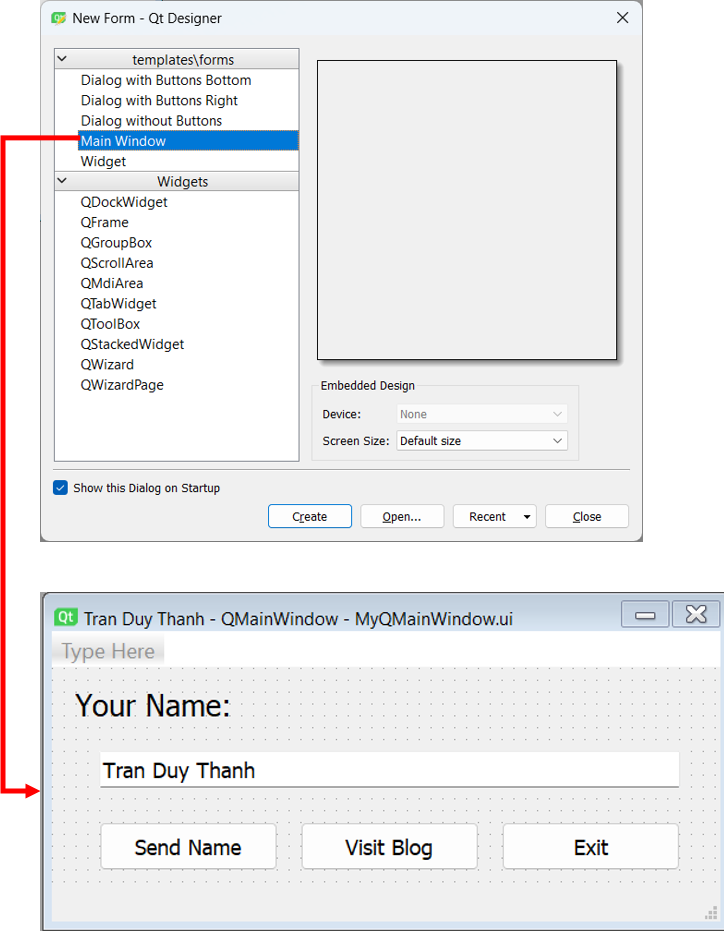 Qt New Form - Qt Designer
templates\forms
Dialog with Buttons Bottom
Dialog with Buttons Right
Dialog without Buttons
Main Window
Widget
Widgets
QDockWidget
QFrame
QGroupBox
QScrollArea
QMdiArea
QTabWidget
QToolBox
QStackedWidget
QWizard
QWizardPage
Embedded Design
Device: None
Screen Size: Default size
Show this Dialog on Startup
Create Open... Recent Close
Qt Tran Duy Thanh - QMainWindow - MyQMainWindow.ui
Type Here
Your Name:
Tran Duy Thanh
Send Name Visit Blog Exit